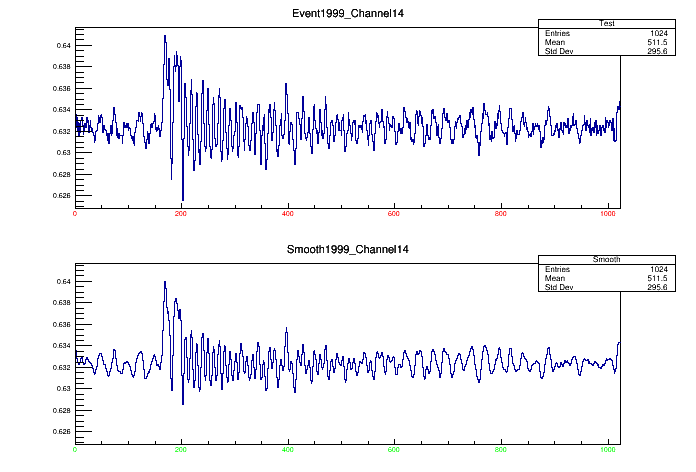 Event1999_Channel14
Test
Entries 1024
Mean 511.5
Std Dev 295.6
0.64
0.638
0.636
0.634
0.632
0.63
0.628
0.626
0 200 400 600 800 1000
Smooth1999_Channel14
Smooth
Entries 1024
Mean 511.5
Std Dev 295.6
0.64
0.638
0.636
0.634
0.632
0.63
0.628
0.626
0 200 400 600 800 1000